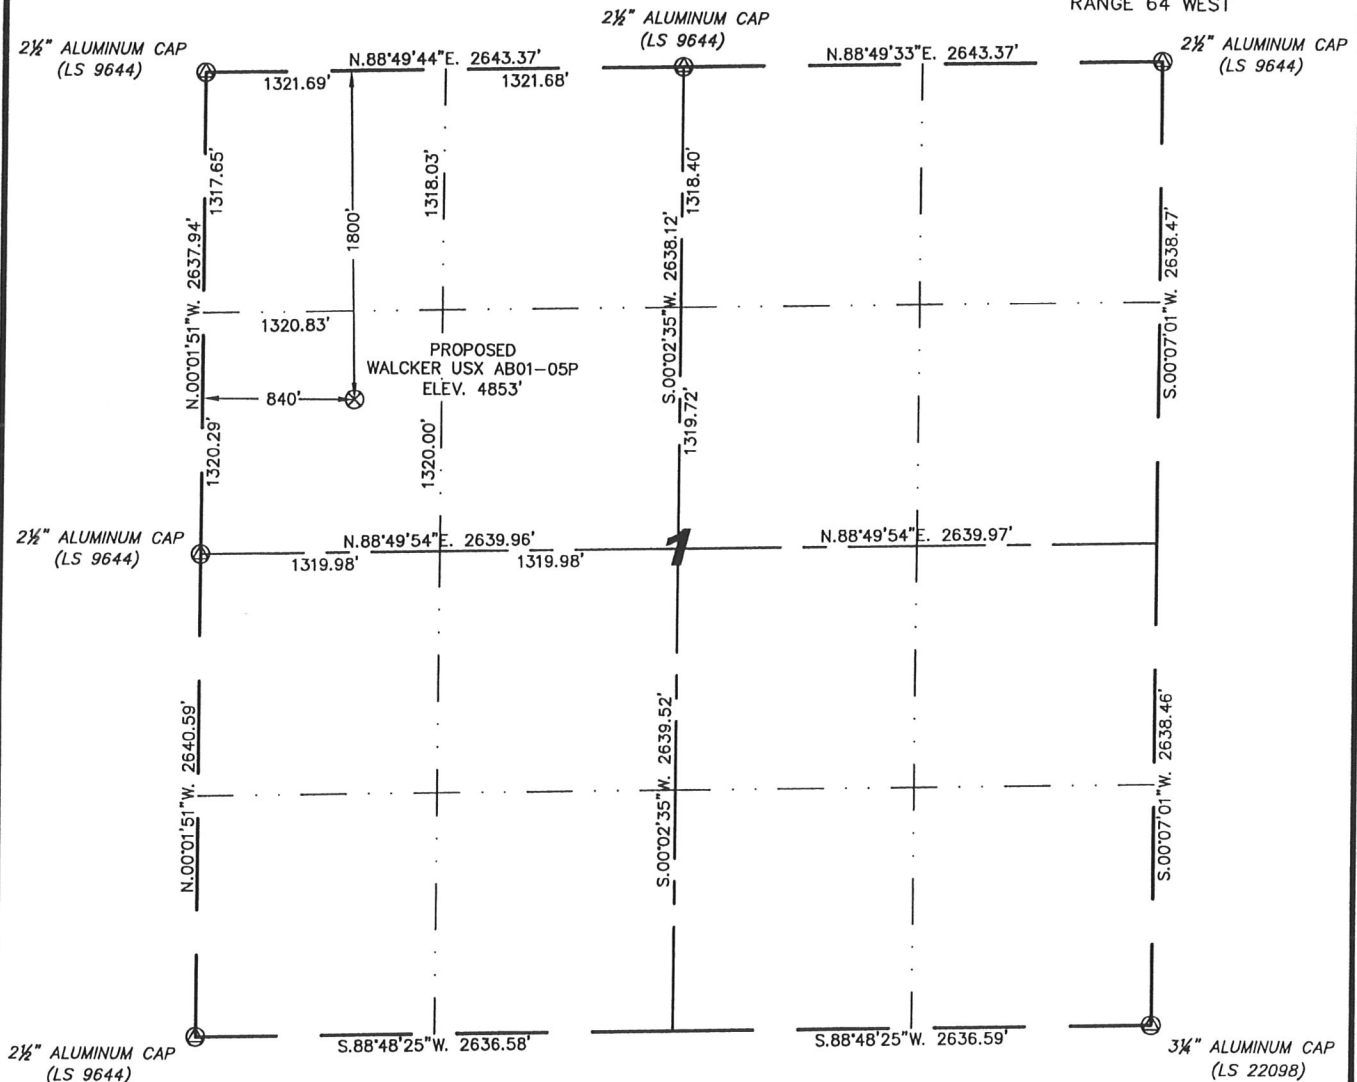 RANGE 64 WEST
2½" ALUMINUM CAP
(LS 9644)
2½" ALUMINUM CAP
(LS 9644)
2½" ALUMINUM CAP
(LS 9644)
N.88°49'44"E. 2643.37'
N.88°49'33"E. 2643.37'
1321.69'
1321.68'
1317.65'
1318.03'
1318.40'
1800'
N.00°01'51"W. 2637.94'
S.00°02'35"W. 2638.12'
S.00°07'01"W. 2638.47'
1320.83'
PROPOSED
WALCKER USX AB01-05P
ELEV. 4853'
840'
1320.29'
1320.00'
1319.72'
2½" ALUMINUM CAP
(LS 9644)
N.88°49'54"E. 2639.96'
1
N.88°49'54"E. 2639.97'
1319.98'
1319.98'
N.00°01'51"W. 2640.59'
S.00°02'35"W. 2639.52'
S.00°07'01"W. 2638.46'
2½" ALUMINUM CAP
(LS 9644)
S.88°48'25"W. 2636.58'
S.88°48'25"W. 2636.59'
3¼" ALUMINUM CAP
(LS 22098)